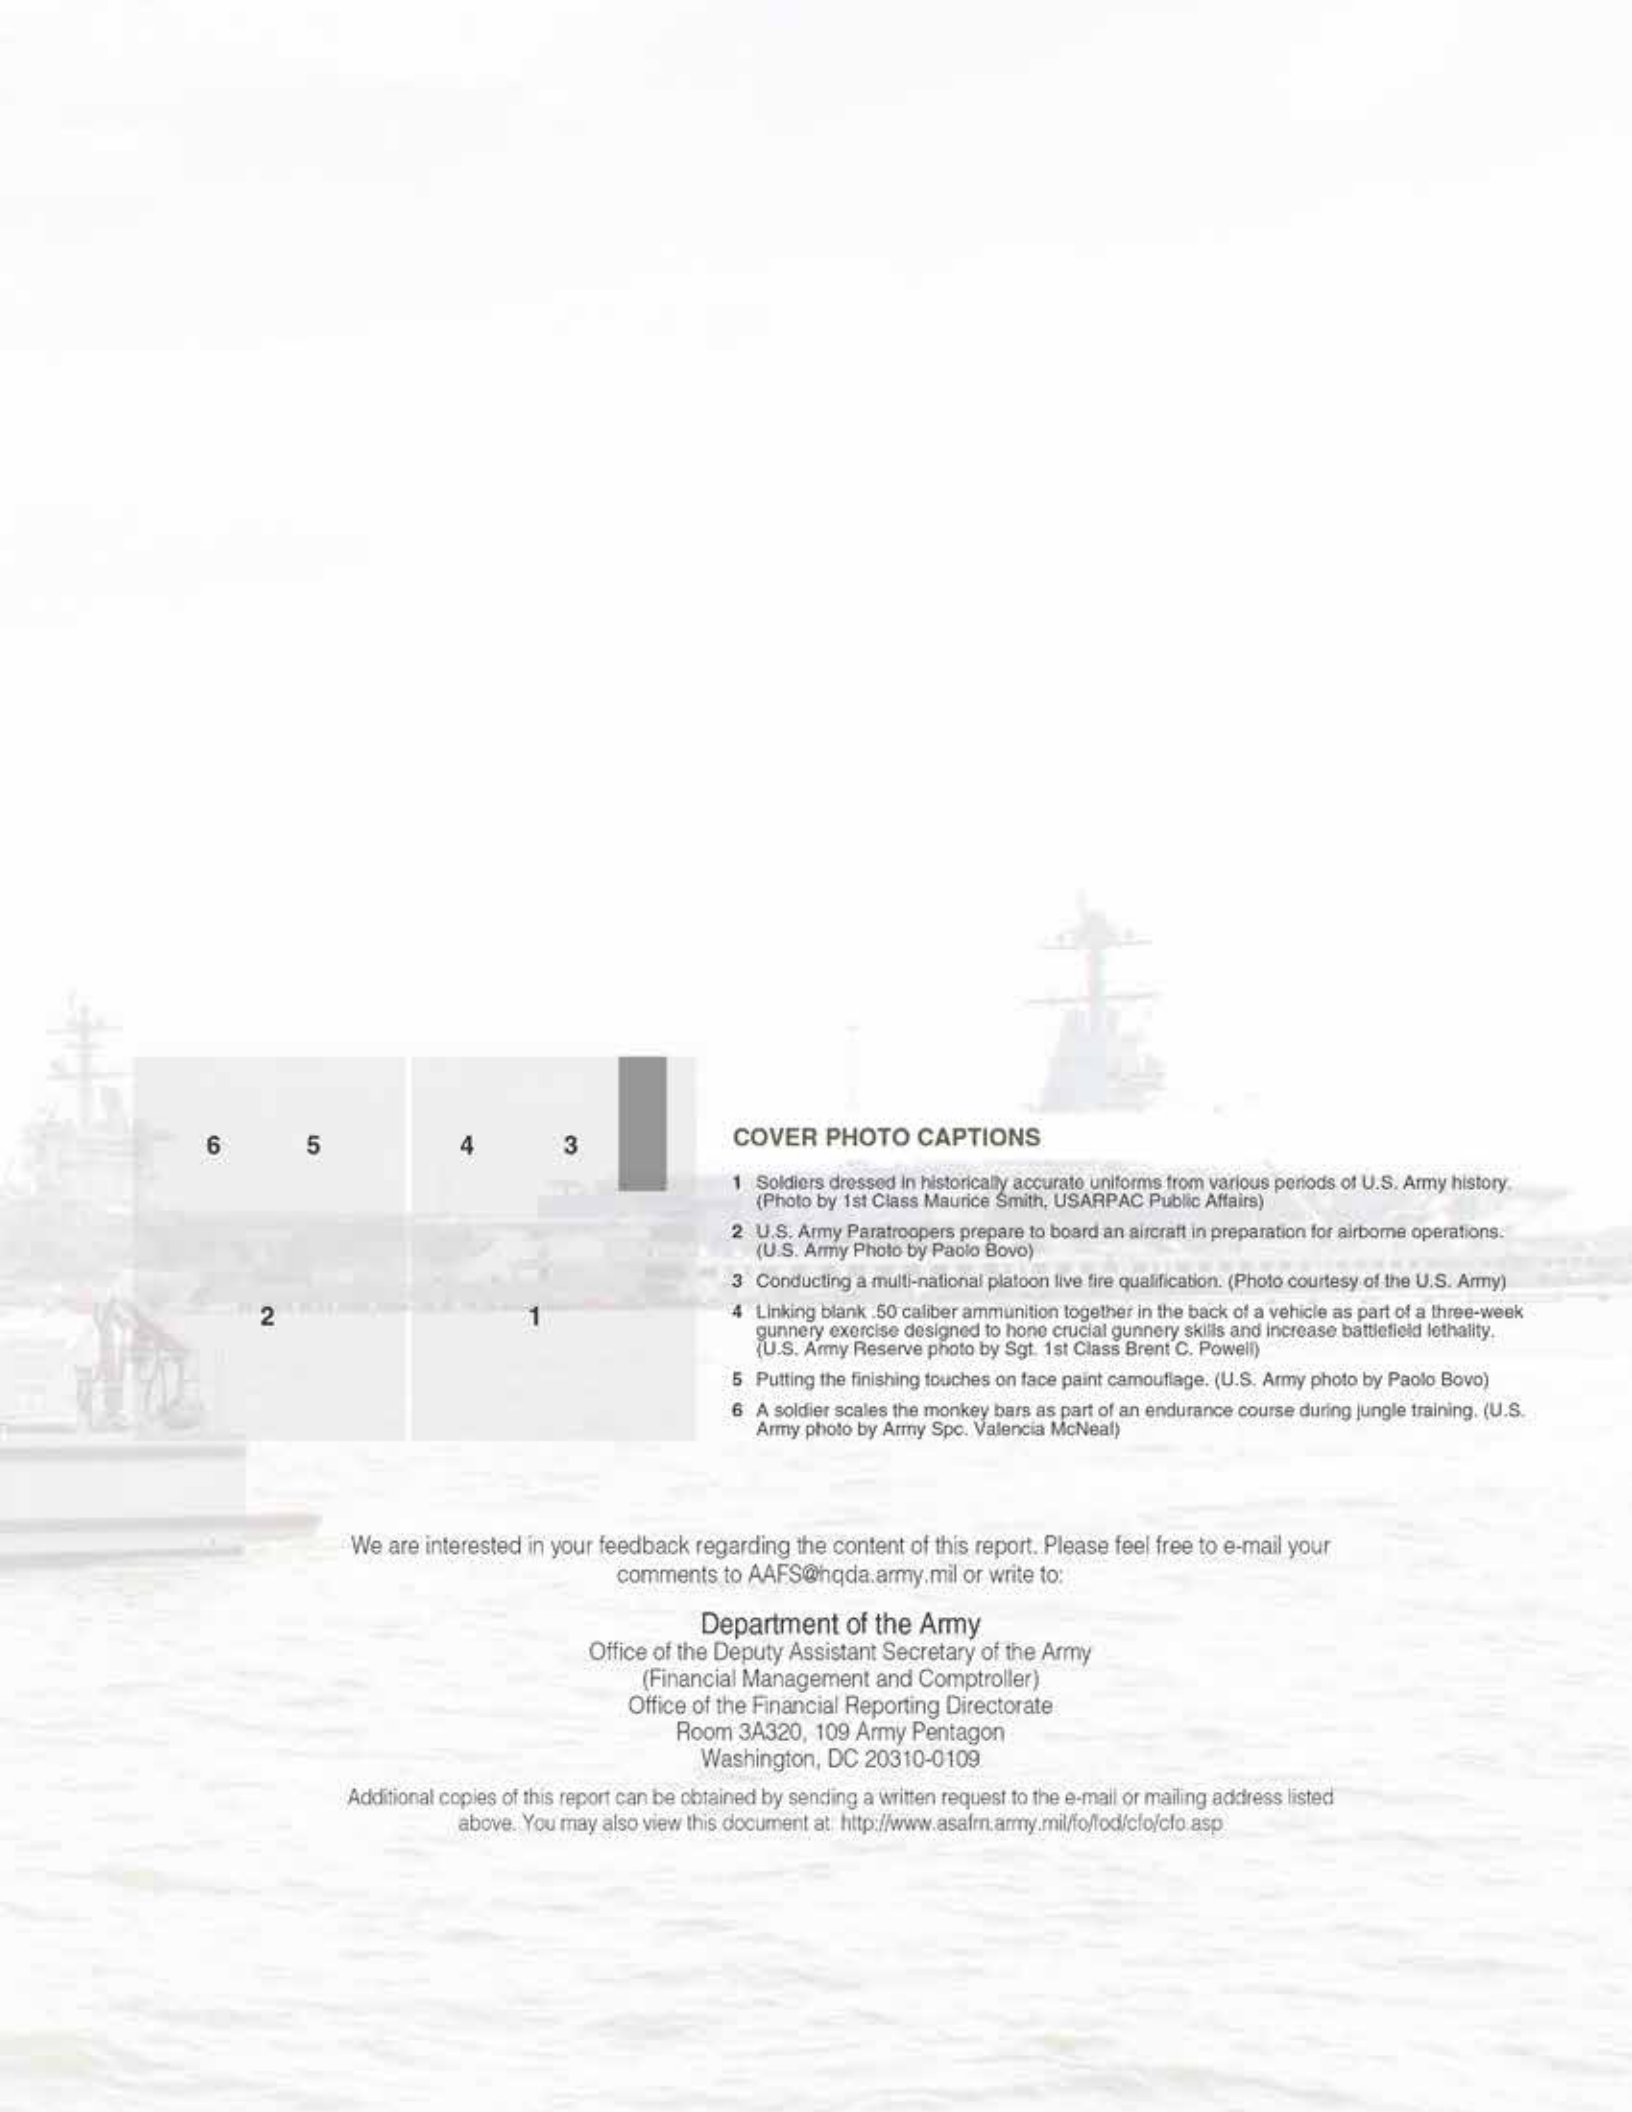 6 5 4 3
2 1
COVER PHOTO CAPTIONS
1 Soldiers dressed in historically accurate uniforms from various periods of U.S. Army history.
(Photo by 1st Class Maurice Smith, USARPAC Public Affairs)
2 U.S. Army Paratroopers prepare to board an aircraft in preparation for airborne operations.
(U.S. Army Photo by Paolo Bovo)
3 Conducting a multi-national platoon live fire qualification. (Photo courtesy of the U.S. Army)
4 Linking blank .50 caliber ammunition together in the back of a vehicle as part of a three-week
gunnery exercise designed to hone crucial gunnery skills and increase battlefield lethality.
(U.S. Army Reserve photo by Sgt. 1st Class Brent C. Powell)
5 Putting the finishing touches on face paint camouflage. (U.S. Army photo by Paolo Bovo)
6 A soldier scales the monkey bars as part of an endurance course during jungle training. (U.S.
Army photo by Army Spc. Valencia McNeal)
We are interested in your feedback regarding the content of this report. Please feel free to e-mail your
comments to AAFS@hqda.army.mil or write to:
Department of the Army
Office of the Deputy Assistant Secretary of the Army
(Financial Management and Comptroller)
Office of the Financial Reporting Directorate
Room 3A320, 109 Army Pentagon
Washington, DC 20310-0109
Additional copies of this report can be obtained by sending a written request to the e-mail or mailing address listed
above. You may also view this document at: http://www.asafm.army.mil/fo/fod/cfo/cfo.asp